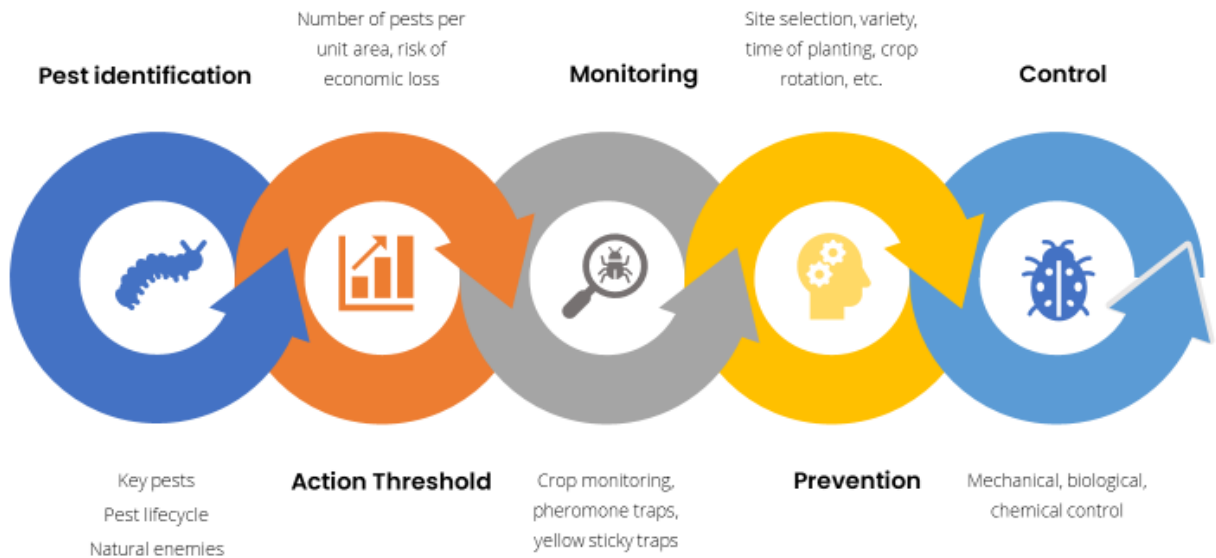 Pest identification
Number of pests per
unit area, risk of
economic loss
Monitoring
Site selection, variety,
time of planting, crop
rotation, etc.
Control
Key pests
Pest lifecycle
Natural enemies
Action Threshold
Crop monitoring,
pheromone traps,
yellow sticky traps
Prevention
Mechanical, biological,
chemical control